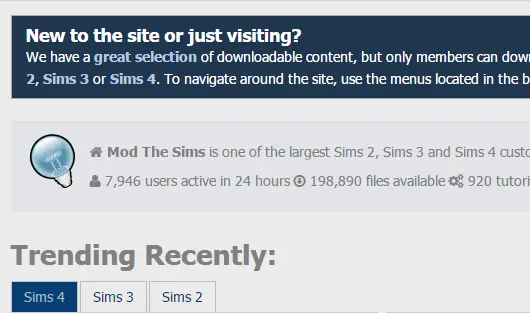 New to the site or just visiting?
We have a great selection of downloadable content, but only members can
2, Sims 3 or Sims 4. To navigate around the site, use the menus located in the
Mod The Sims is one of the largest Sims 2, Sims 3 and Sims 4
7,946 users active in 24 hours 198,890 files available 920
Trending Recently:
Sims 4 Sims 3 Sims 2